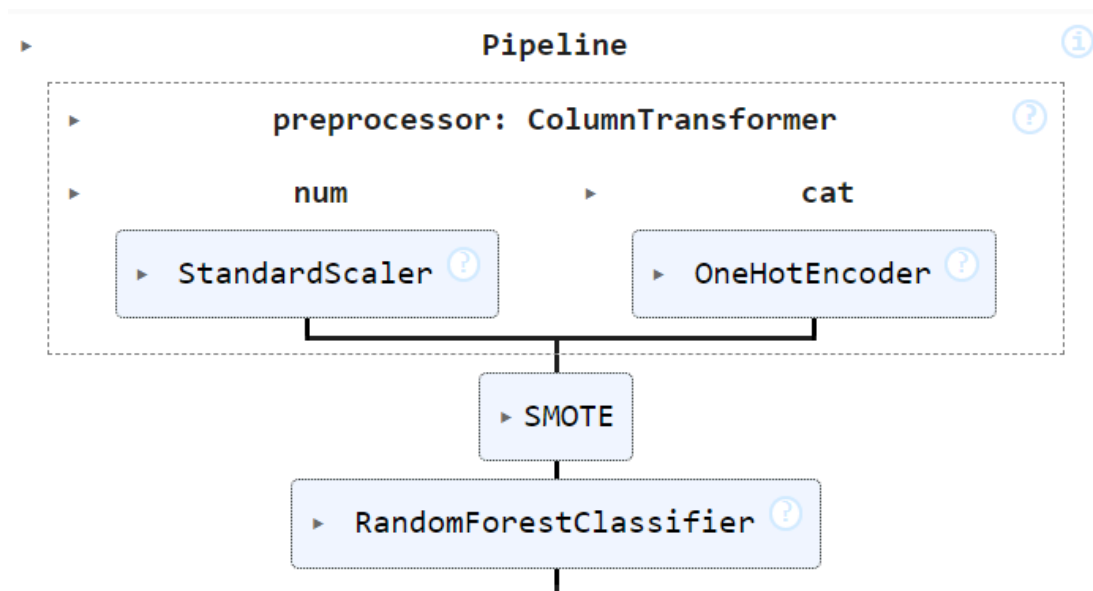 Pipeline
preprocessor: ColumnTransformer
num cat
StandardScaler ? OneHotEncoder ?
SMOTE
RandomForestClassifier ?